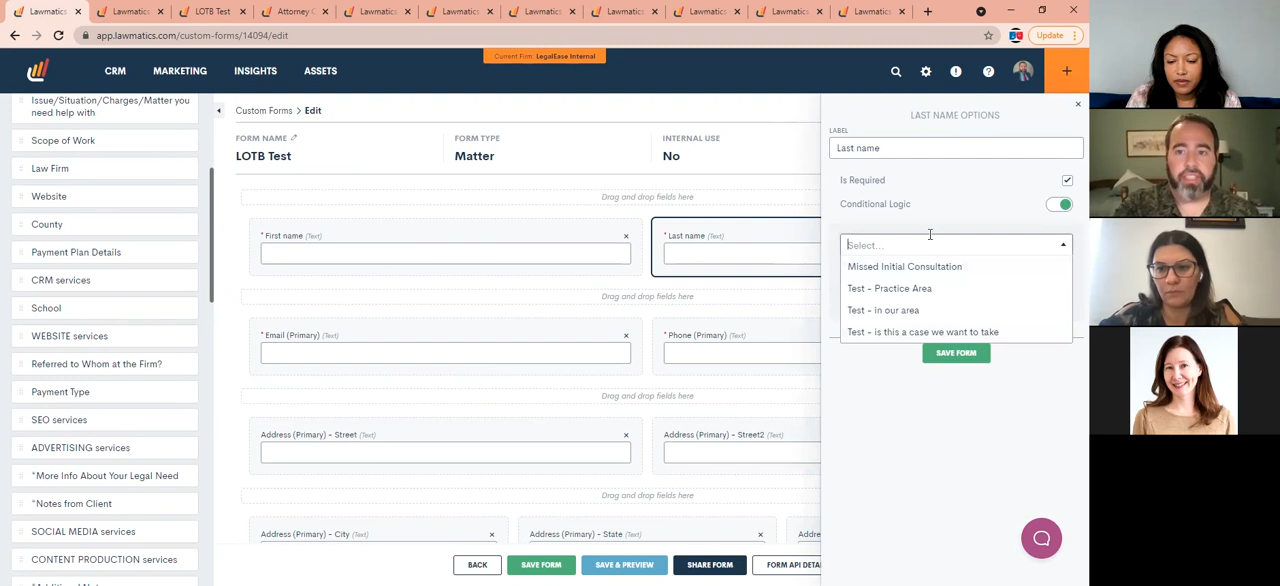 Lawmatics
Lawmatics
LOTB Test
Attorney C
Lawmatics
Lawmatics
Lawmatics
Lawmatics
Lawmatics
Lawmatics
Lawmatics
app.lawmatics.com/custom-forms/14094/edit
Update
Current Firm: LegalEase Internal
CRM
MARKETING
INSIGHTS
ASSETS
Issue/Situation/Charges/Matter you
need help with
Scope of Work
Law Firm
Website
County
Payment Plan Details
CRM services
School
WEBSITE services
Referred to Whom at the Firm?
Payment Type
SEO services
ADVERTISING services
*More Info About Your Legal Need
*Notes from Client
SOCIAL MEDIA services
CONTENT PRODUCTION services
Custom Forms > Edit
FORM NAME
LOTB Test
FORM TYPE
Matter
INTERNAL USE
No
Drag and drop fields here
* First name (Text)
* Last name (Text)
Drag and drop fields here
* Email (Primary) (Text)
* Phone (Primary) (Text)
Drag and drop fields here
Address (Primary) - Street (Text)
Address (Primary) - Street2 (Text)
Drag and drop fields here
Address (Primary) - City (Text)
Address (Primary) - State (Text)
BACK
SAVE FORM
SAVE & PREVIEW
SHARE FORM
FORM API DETAI
LAST NAME OPTIONS
LABEL
Last name
Is Required
Conditional Logic
Select...
Missed Initial Consultation
Test - Practice Area
Test - in our area
Test - is this a case we want to take
SAVE FORM